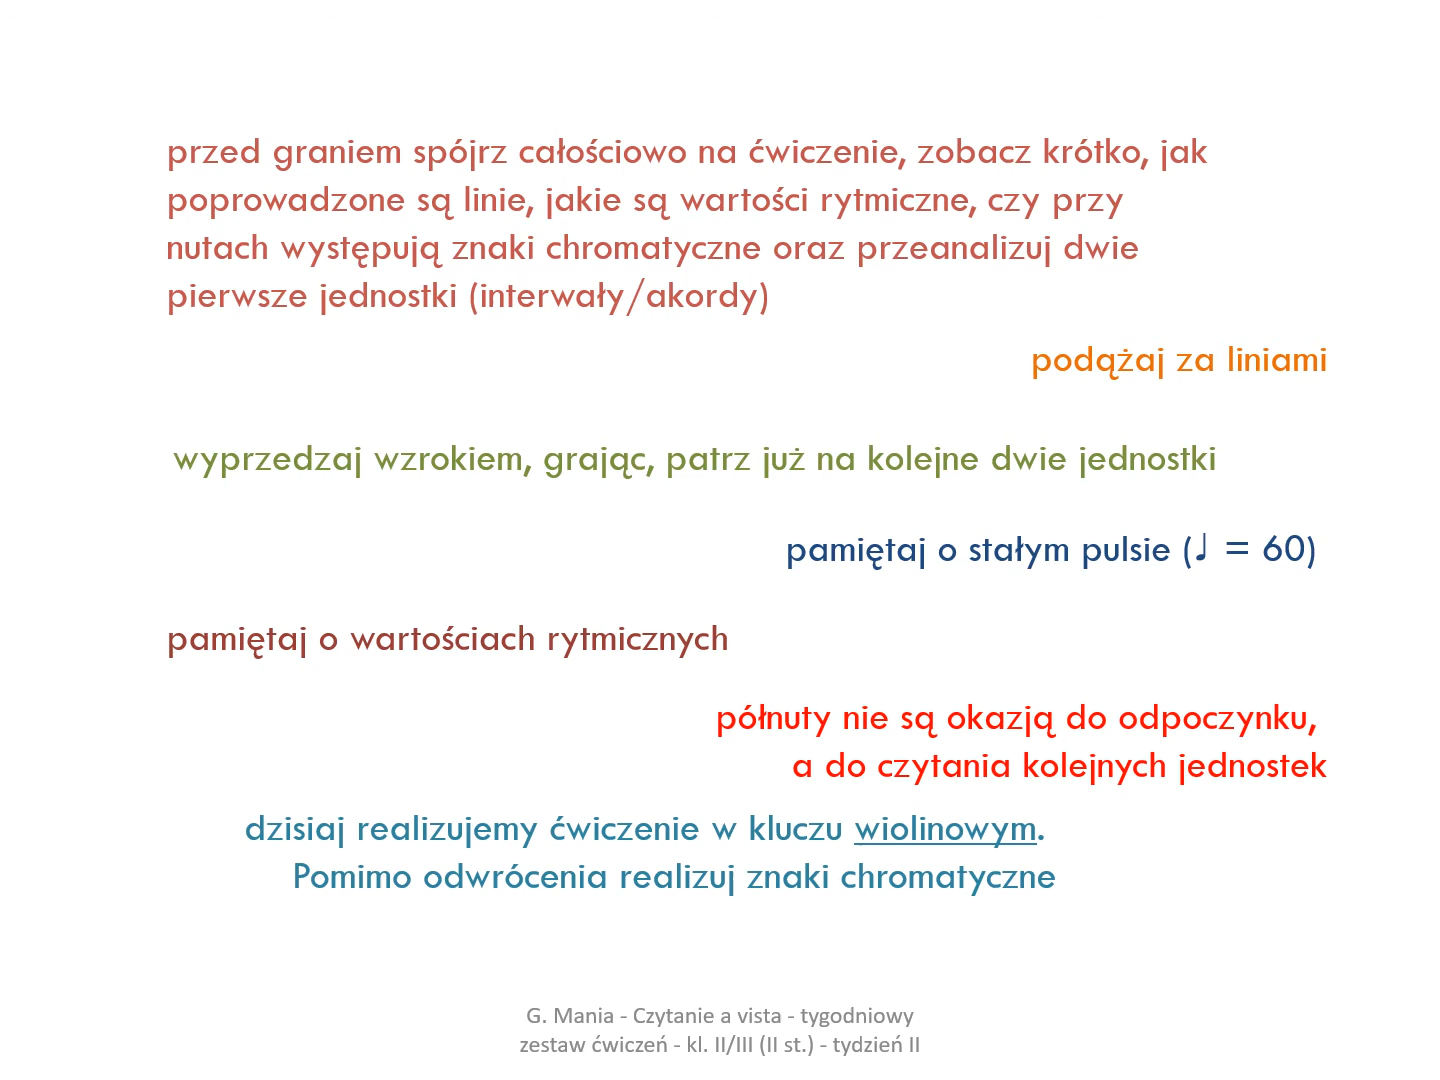 przed graniem spójrz całościowo na ćwiczenie, zobacz krótko, jak
poprowadzone są linie, jakie są wartości rytmiczne, czy przy
nutach występują znaki chromatyczne oraz przeanalizuj dwie
pierwsze jednostki (interwały/akordy)
podążaj za liniami
wyprzedzaj wzrokiem, grając, patrz już na kolejne dwie jednostki
pamiętaj o stałym pulsie (♩ = 60)
pamiętaj o wartościach rytmicznych
półnuty nie są okazją do odpoczynku,
a do czytania kolejnych jednostek
dzisiaj realizujemy ćwiczenie w kluczu wiolinowym.
Pomimo odwrócenia realizuj znaki chromatyczne
G. Mania - Czytanie a vista - tygodniowy
zestaw ćwiczeń - kl. II/III (II st.) - tydzień II